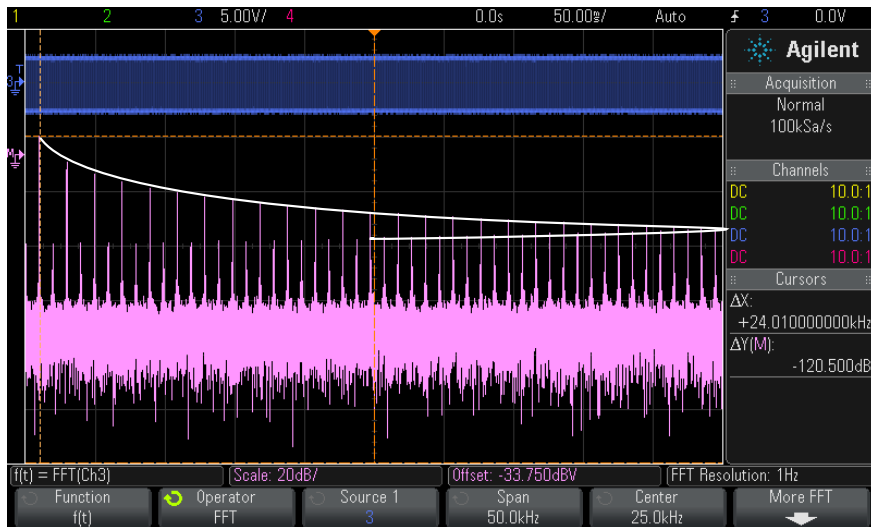 1 2 3 5.00V/ 4 0.0s 50.00ms/ Auto 3 0.0V
T
3
M
Agilent
Acquisition
Normal
100kSa/s
Channels
DC 10.0:1
DC 10.0:1
DC 10.0:1
DC 10.0:1
Cursors
ΔX:
+24.010000000kHz
ΔY(M):
-120.500dB
f(t) = FFT(Ch3) Scale: 20dB/ Offset: -33.750dBV FFT Resolution: 1Hz
Function Operator Source 1 Span Center More FFT
f(t) FFT 3 50.0kHz 25.0kHz